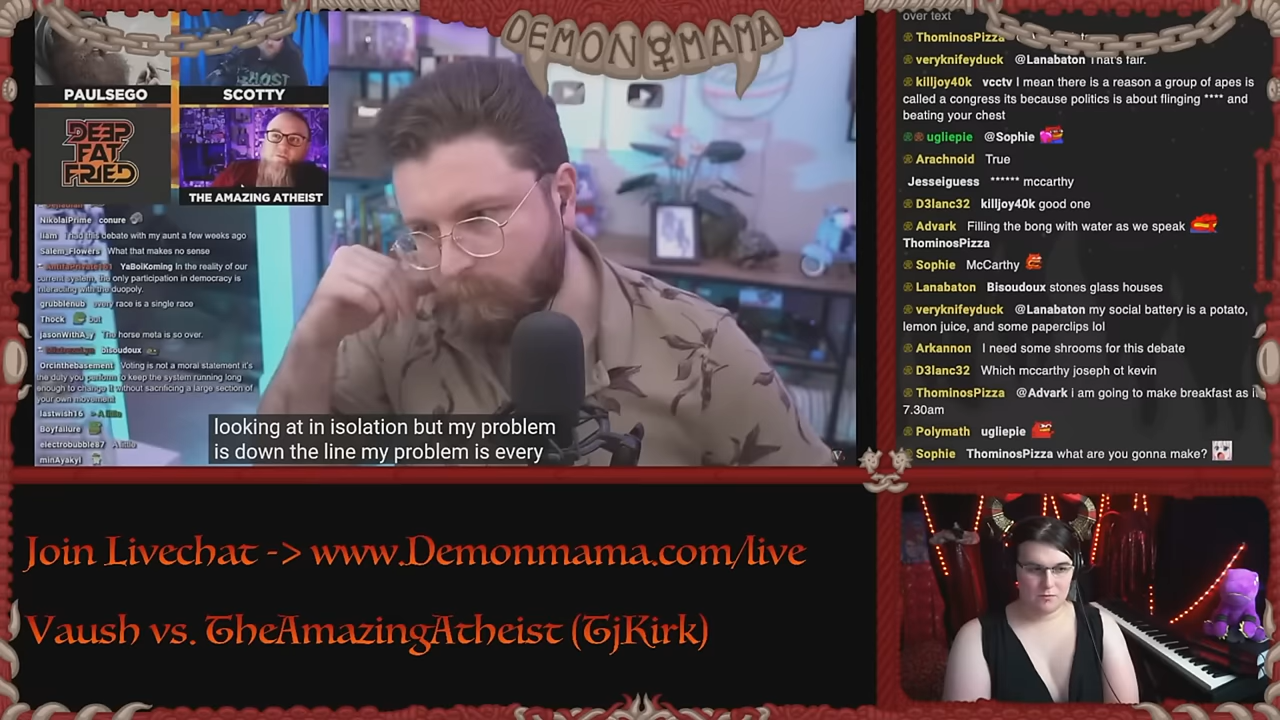 DEMON MAMA
PAULSEGO
SCOTTY
DEEP
FAT
FRIED
THE AMAZING ATHEIST
NikolaiPrime conure
liam I had this debate with my aunt a few weeks ago
Salem_Flowers What that makes no sense
YaBoiKoming In the reality of our
current system, the only participation in democracy is
interacting with the duopoly.
grubblenub every race is a single race
Thock but
jasonWithA_y The horse meta is so over.
bisoudoux
Orcinthebasement Voting is not a moral statement it's
the duty you perform to keep the system running long
enough to change it without sacrificing a large section of
your own movement
lastwish16 > A little
Boyfailure
electrobubble87 A little
minAyakyl
looking at in isolation but my problem
is down the line my problem is every
over text
ThominosPizza
veryknifeyduck @Lanabaton That's fair.
killjoy40k vcctv I mean there is a reason a group of apes is
called a congress its because politics is about flinging **** and
beating your chest
ugliepie @Sophie
Arachnoid True
Jesseiguess ****** mccarthy
D3lanc32 killjoy40k good one
Advark Filling the bong with water as we speak
ThominosPizza
Sophie McCarthy
Lanabaton Bisoudoux stones glass houses
veryknifeyduck @Lanabaton my social battery is a potato,
lemon juice, and some paperclips lol
Arkannon I need some shrooms for this debate
D3lanc32 Which mccarthy joseph ot kevin
ThominosPizza @Advark i am going to make breakfast as
7.30am
Polymath ugliepie
Sophie ThominosPizza what are you gonna make?
Join Livechat -> www.Demonmama.com/live
Vaush vs. TheAmazingAtheist (TjKirk)